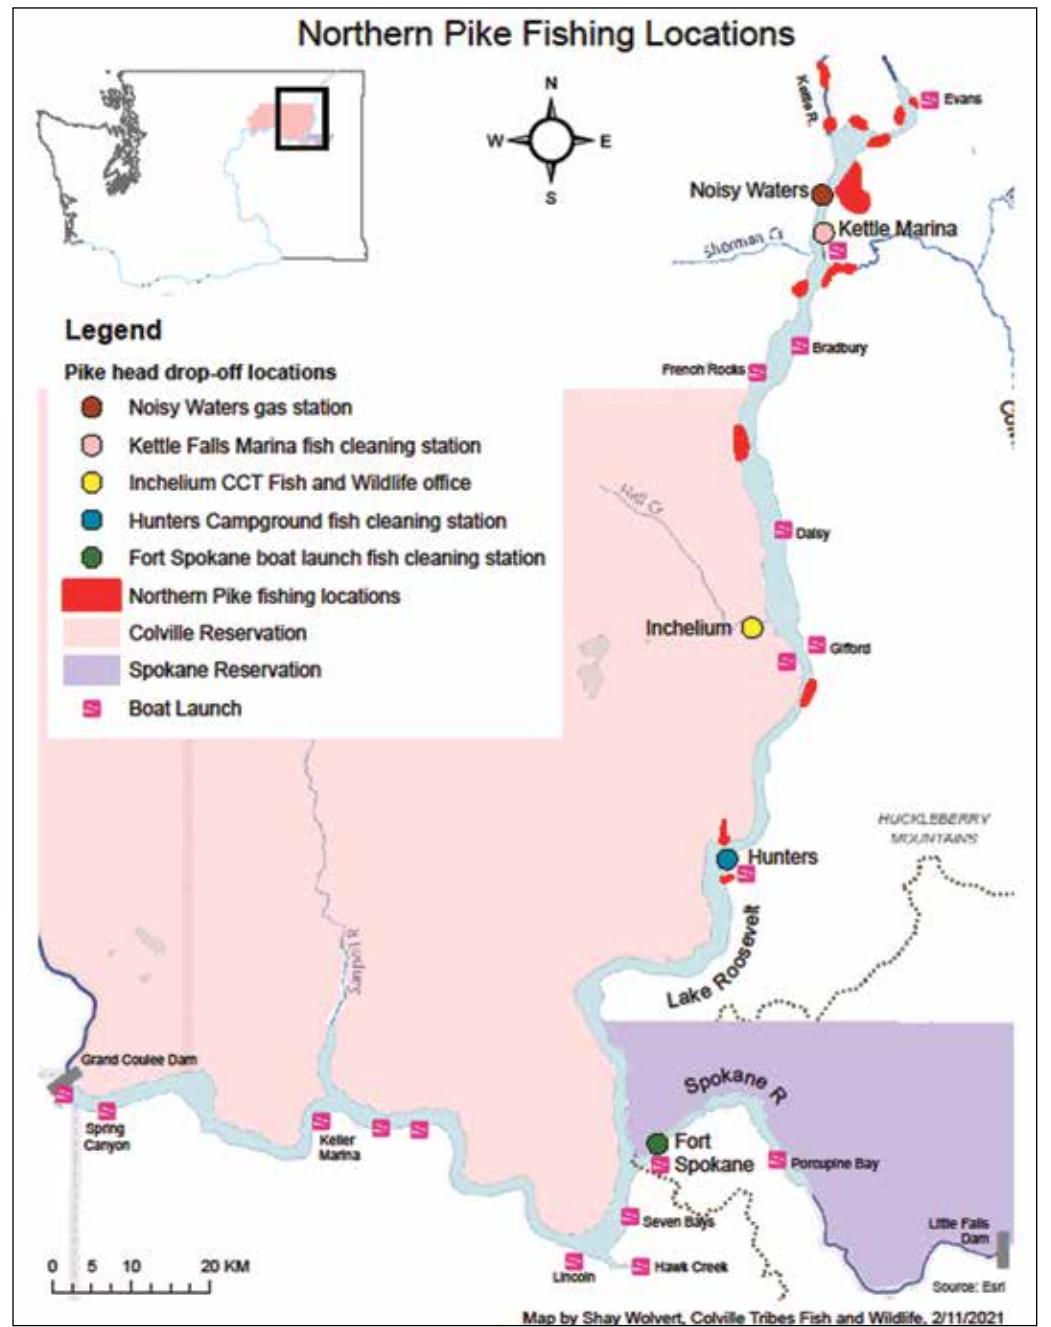 Northern Pike Fishing Locations
N
W
E
S
Kettle R.
Evans
Noisy Waters
Kettle Marina
Sherman Cr
Bradbury
French Rocks
Legend
Pike head drop-off locations
Noisy Waters gas station
Kettle Falls Marina fish cleaning station
Inchelium CCT Fish and Wildlife office
Hunters Campground fish cleaning station
Fort Spokane boat launch fish cleaning station
Northern Pike fishing locations
Colville Reservation
Spokane Reservation
Boat Launch
Hall Cr
Daisy
Inchelium
Gifford
HUCKLEBERRY
MOUNTAINS
Hunters
Lake Roosevelt
Sanpoil R
Grand Coulee Dam
Spring
Canyon
Keller
Marina
Spokane R
Fort
Spokane
Porcupine Bay
Seven Bays
Little Falls
Dam
Lincoln
Hawk Creek
0 5 10 20 KM
Source: Esri
Map by Shay Wolvert, Colville Tribes Fish and Wildlife, 2/11/2021